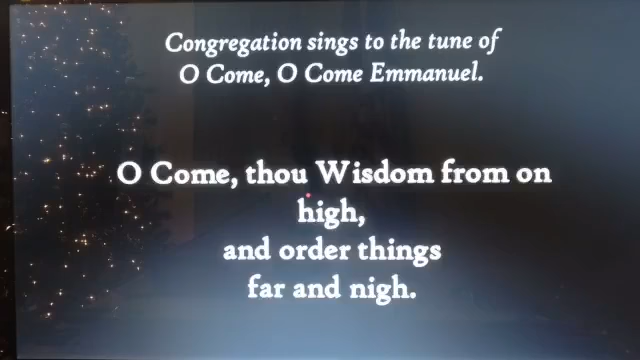 Congregation sings to the tune of
O Come, O Come Emmanuel.
O Come, thou Wisdom from on
high,
and order things
far and nigh.